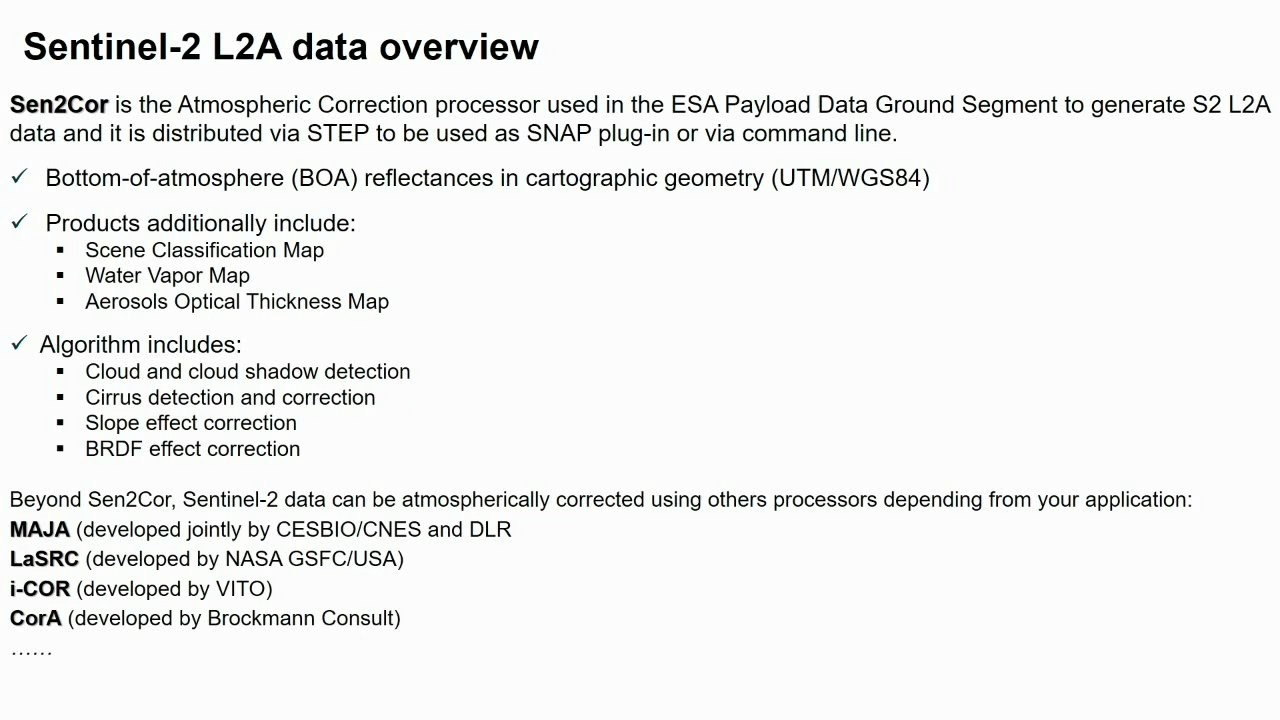 Sentinel-2 L2A data overview
Sen2Cor is the Atmospheric Correction processor used in the ESA Payload Data Ground Segment to generate S2 L2A
data and it is distributed via STEP to be used as SNAP plug-in or via command line.
✓ Bottom-of-atmosphere (BOA) reflectances in cartographic geometry (UTM/WGS84)
✓ Products additionally include:
▪ Scene Classification Map
▪ Water Vapor Map
▪ Aerosols Optical Thickness Map
✓ Algorithm includes:
▪ Cloud and cloud shadow detection
▪ Cirrus detection and correction
▪ Slope effect correction
▪ BRDF effect correction
Beyond Sen2Cor, Sentinel-2 data can be atmospherically corrected using others processors depending from your application:
MAJA (developed jointly by CESBIO/CNES and DLR
LaSRC (developed by NASA GSFC/USA)
i-COR (developed by VITO)
CorA (developed by Brockmann Consult)
……